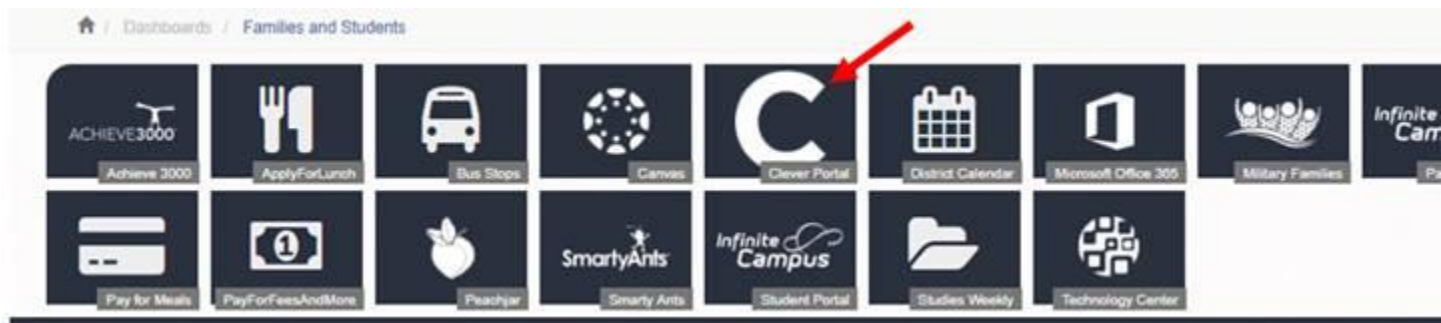 / Dashboards / Families and Students
ACHIEVE3000
Achieve 3000
ApplyForLunch
Bus Stops
Canvas
C
Clever Portal
District Calendar
Microsoft Office 365
Military Families
Infinite
Cam
Pa
Pay for Meals
1
PayForFeesAndMore
Peachjar
SmartyAnts
Smarty Ants
Infinite
Campus
Student Portal
Studies Weekly
Technology Center